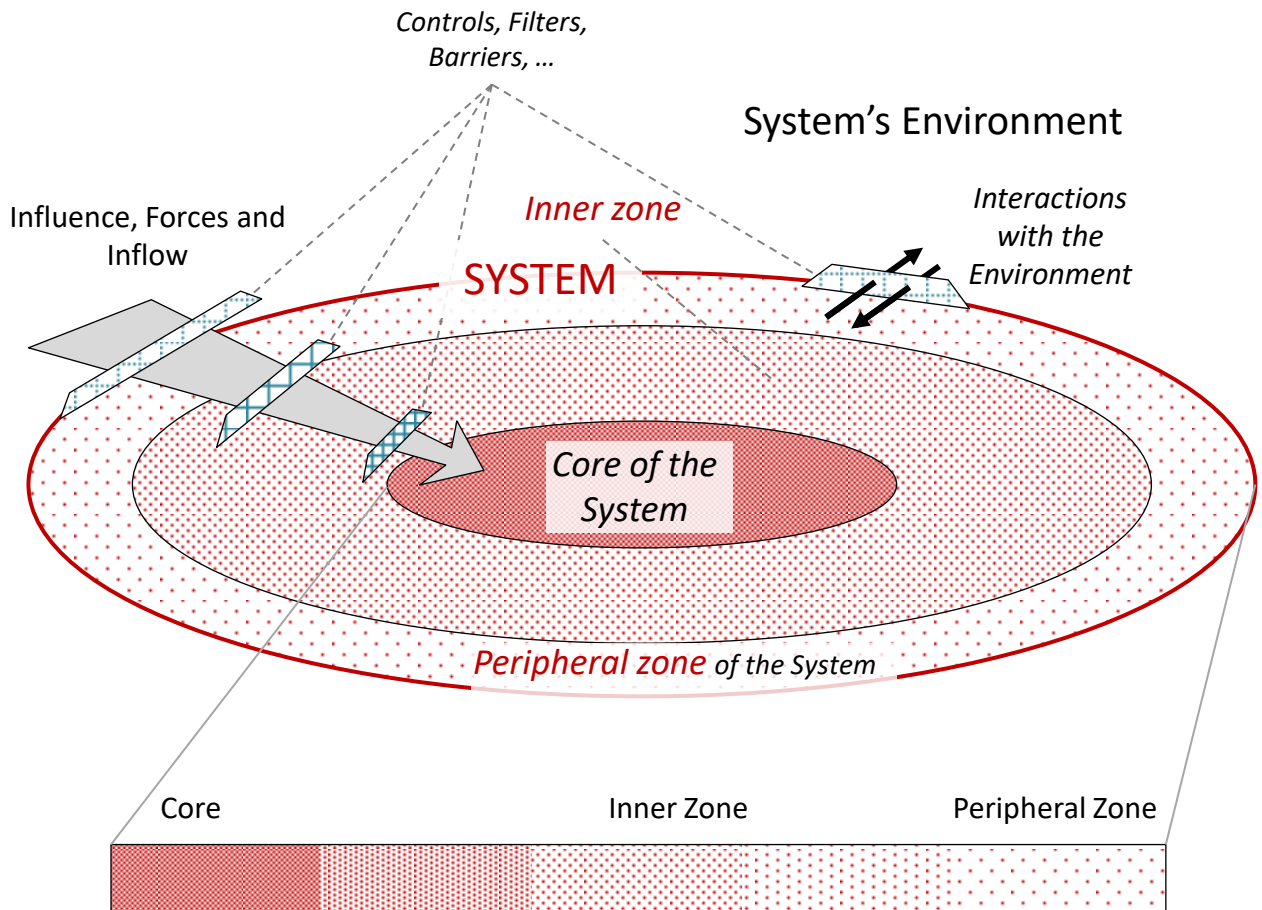 Controls, Filters,
Barriers, ...
System’s Environment
Influence, Forces and
Inflow
Inner zone
Interactions
with the
Environment
SYSTEM
Core of the
System
Peripheral zone of the System
Core
Inner Zone
Peripheral Zone